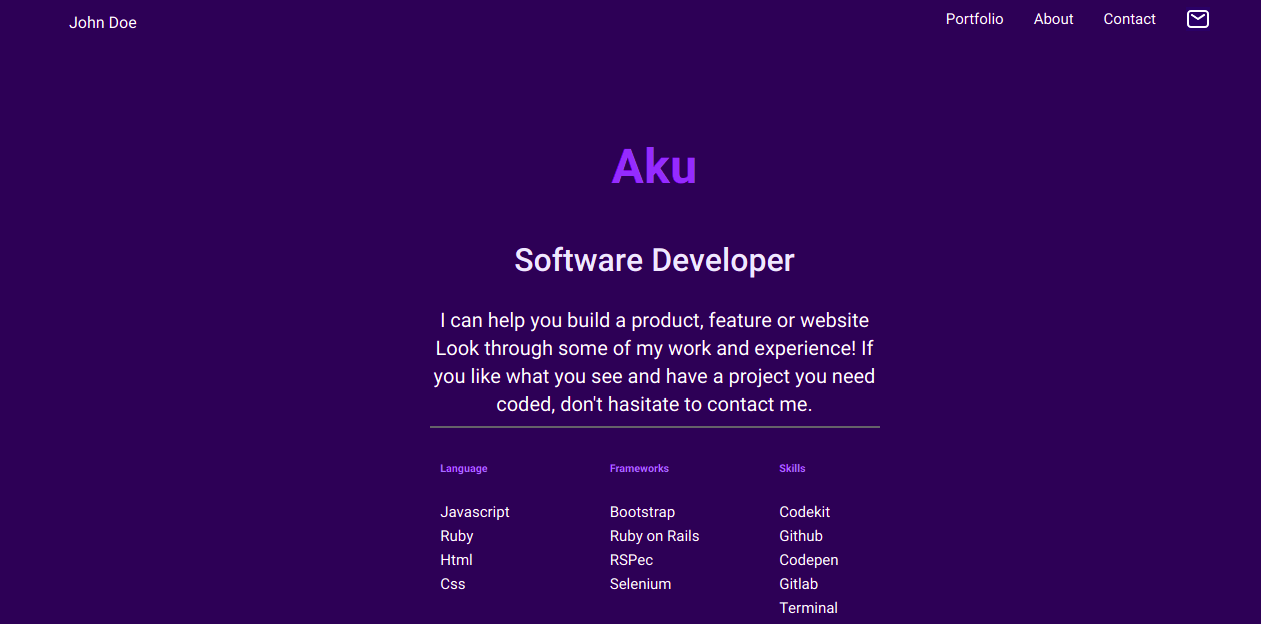 John Doe
Portfolio About Contact
Aku
Software Developer
I can help you build a product, feature or website
Look through some of my work and experience! If
you like what you see and have a project you need
coded, don't hasitate to contact me.
Language Frameworks Skills
Javascript Bootstrap Codekit
Ruby Ruby on Rails Github
Html RSPec Codepen
Css Selenium Gitlab
Terminal